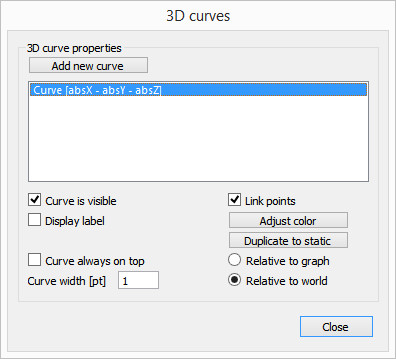 3D curves
3D curve properties
Add new curve
Curve [absX - absY - absZ]
Curve is visible
Link points
Display label
Adjust color
Duplicate to static
Curve always on top
Relative to graph
Curve width [pt] 1
Relative to world
Close